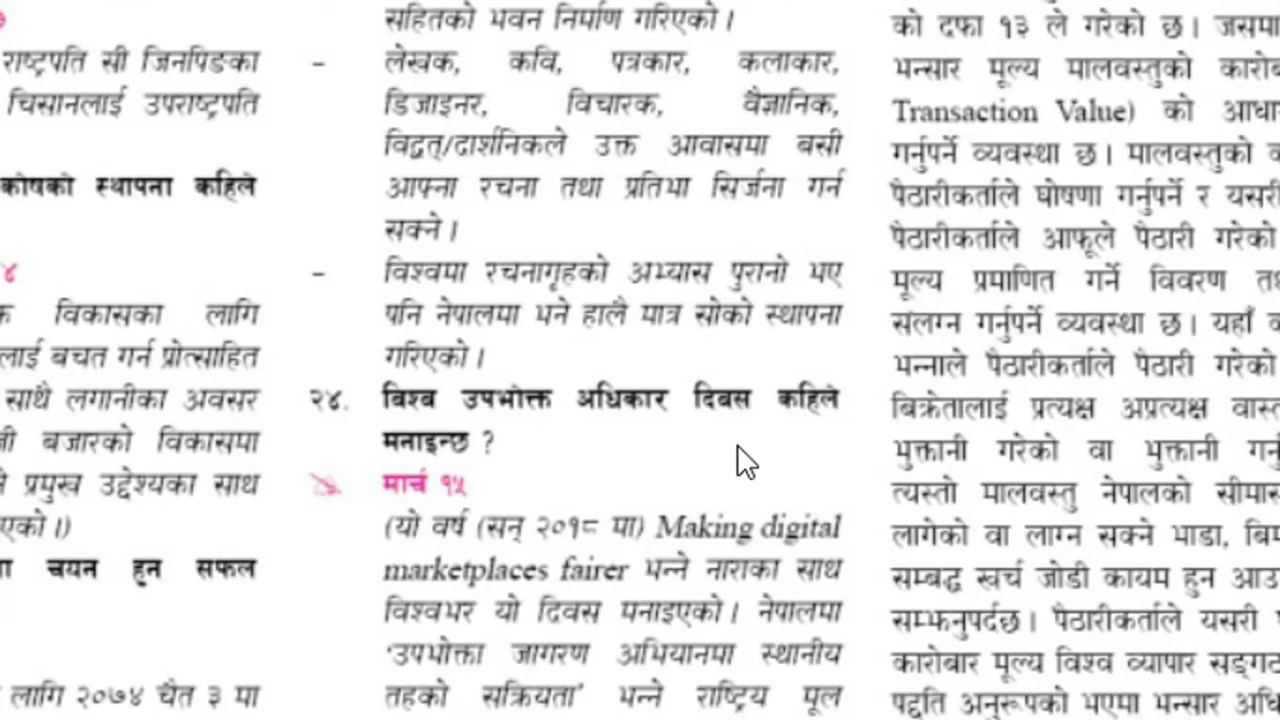 राष्ट्रपति सी जिनपिङका
चिसानलाई उपराष्ट्रपति
कोषको स्थापना कहिले
४
विकासका लागि
लाई बचत गर्न प्रोत्साहित
साथै लगानीका अवसर
बजारको विकासमा
प्रमुख उद्देश्यका साथ
एको।)
चयन हुन सफल
लागि २०७४ चैत ३ मा
सहितको भवन निर्माण गरिएको।
- लेखक, कवि, पत्रकार, कलाकार,
डिजाइनर, विचारक, वैज्ञानिक,
विद्वत्/दार्शनिकले उक्त आवासमा बसी
आफ्ना रचना तथा प्रतिभा सिर्जना गर्न
सक्ने।
- विश्वमा रचनागृहको अभ्यास पुरानो भए
पनि नेपालमा भने हालै मात्र सोको स्थापना
गरिएको।
२४. विश्व उपभोक्त अधिकार दिवस कहिले
मनाइन्छ ?
मार्च १५
(यो वर्ष (सन् २०१८ मा) Making digital
marketplaces fairer भन्ने नाराका साथ
विश्वभर यो दिवस मनाइएको। नेपालमा
'उपभोक्ता जागरण अभियानमा स्थानीय
तहको सक्रियता' भन्ने राष्ट्रिय मूल
को दफा १३ ले गरेको छ। जसमा
भन्सार मूल्य मालवस्तुको कारोब
Transaction Value) को आधा
गर्नुपर्ने व्यवस्था छ। मालवस्तुको
पैठारीकर्ताले घोषणा गर्नुपर्ने र यसरी
पैठारीकर्ताले आफूले पैठारी गरेको
मूल्य प्रमाणित गर्ने विवरण
संलग्न गर्नुपर्ने व्यवस्था छ। यहाँ
भन्नाले पैठारीकर्ताले पैठारी गरेको
बिक्रेतालाई प्रत्यक्ष अप्रत्यक्ष वास्त
भुक्तानी गरेको वा भुक्तानी गर्नु
त्यस्तो मालवस्तु नेपालको सीमास
लागेको वा लाग्न सक्ने भाडा, बिम
सम्बद्ध खर्च जोडी कायम हुन आउ
सम्झनुपर्दछ। पैठारीकर्ताले यसरी
कारोबार मूल्य विश्व व्यापार सङ्गठ
पद्दति अनुरूपको भएमा भन्सार अधि